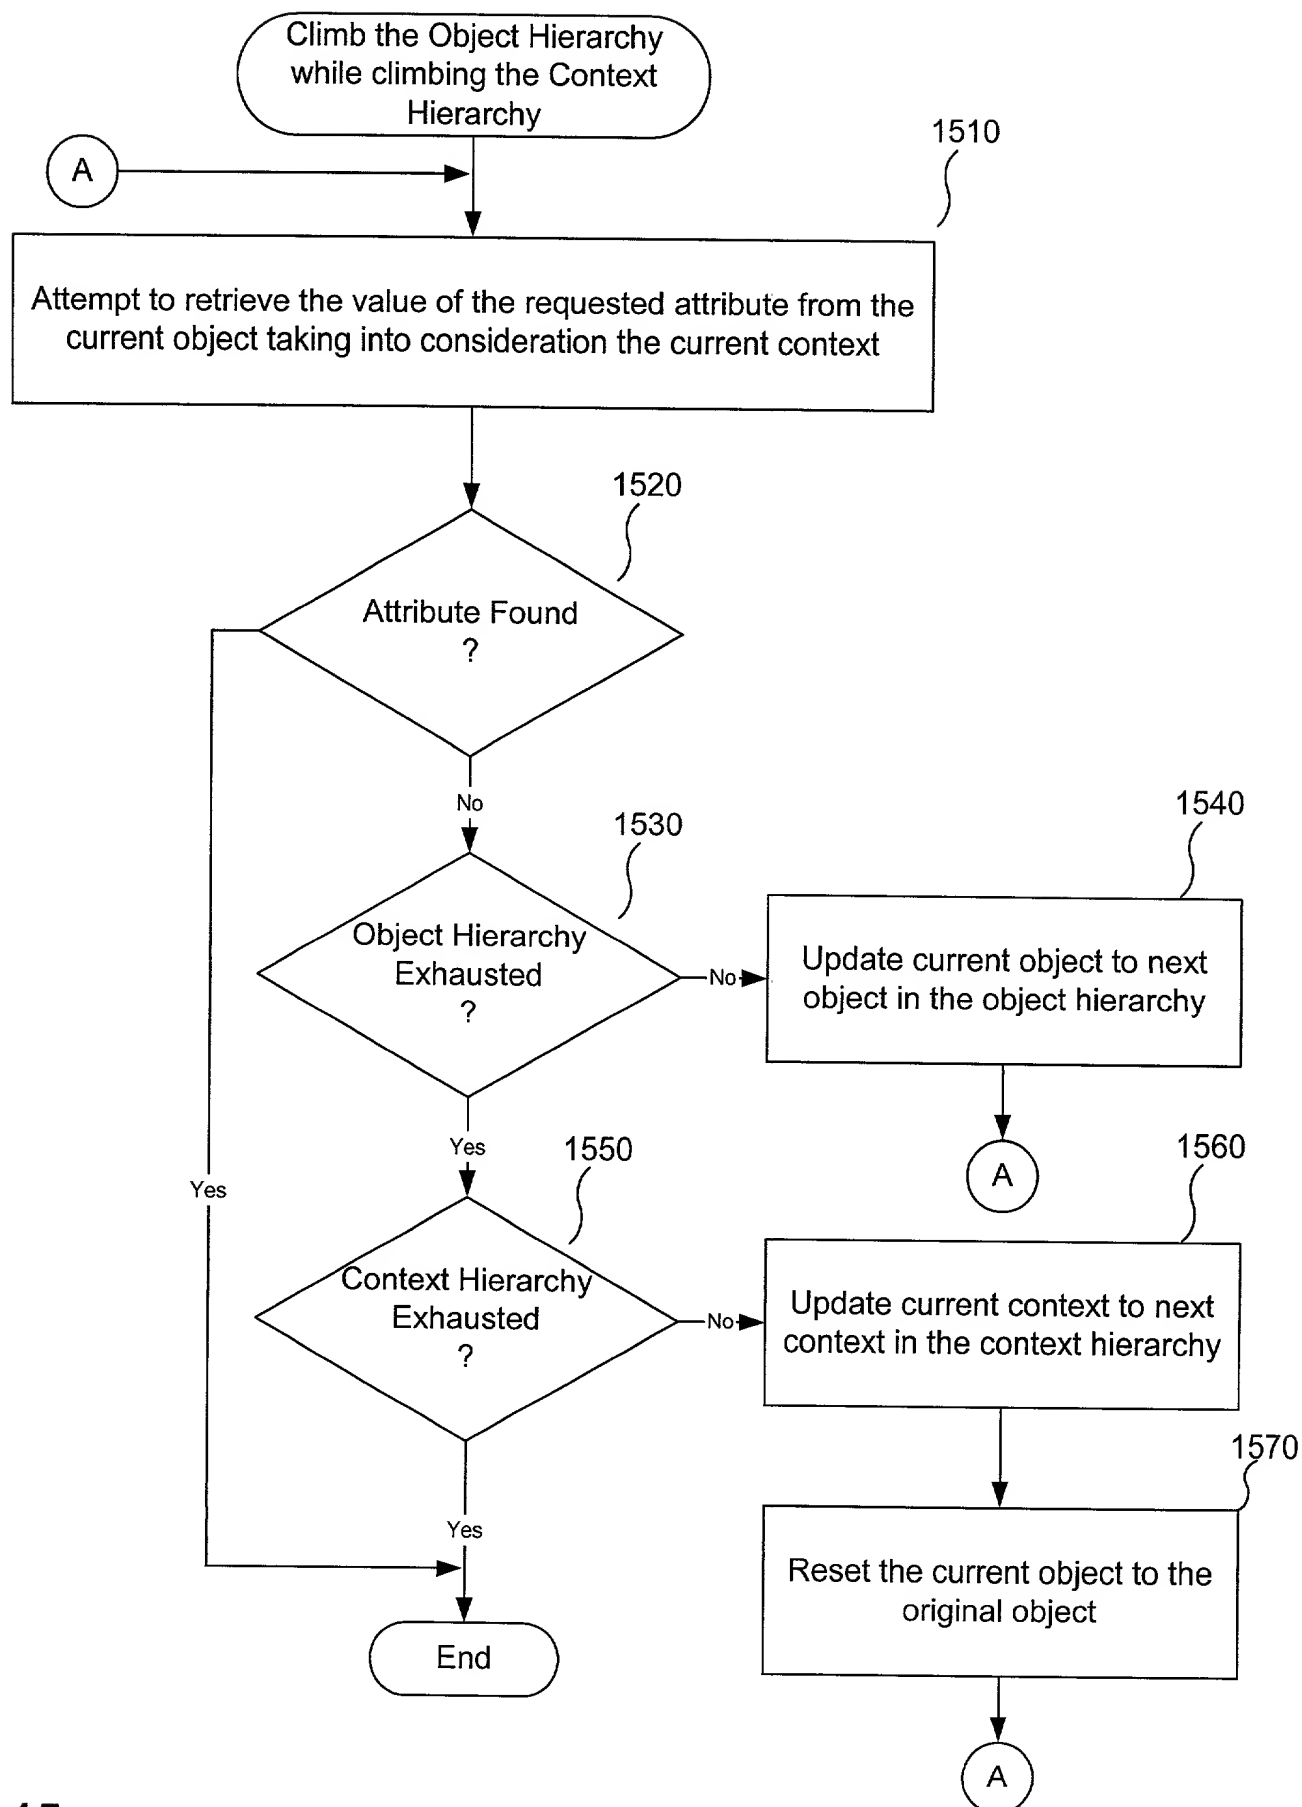 Climb the Object Hierarchy
while climbing the Context
Hierarchy
A
1510
Attempt to retrieve the value of the requested attribute from the
current object taking into consideration the current context
1520
Attribute Found
?
No
1530
Object Hierarchy
Exhausted
?
No
1540
Update current object to next
object in the object hierarchy
A
Yes
Yes
1550
Context Hierarchy
Exhausted
?
No
1560
Update current context to next
context in the context hierarchy
1570
Reset the current object to the
original object
A
Yes
End